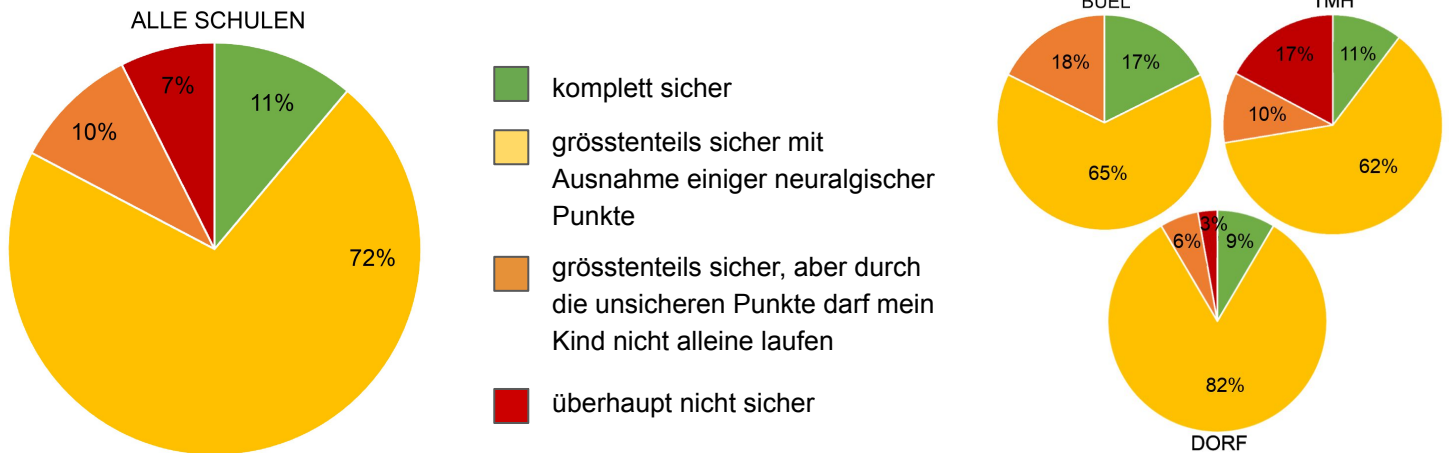 ALLE SCHULEN
7%
11%
10%
72%
komplett sicher
grösstenteils sicher mit
Ausnahme einiger neuralgischer
Punkte
grösstenteils sicher, aber durch
die unsicheren Punkte darf mein
Kind nicht alleine laufen
überhaupt nicht sicher
BUEL
18%
17%
65%
TMH
17%
11%
10%
62%
3%
6%
9%
82%
DORF